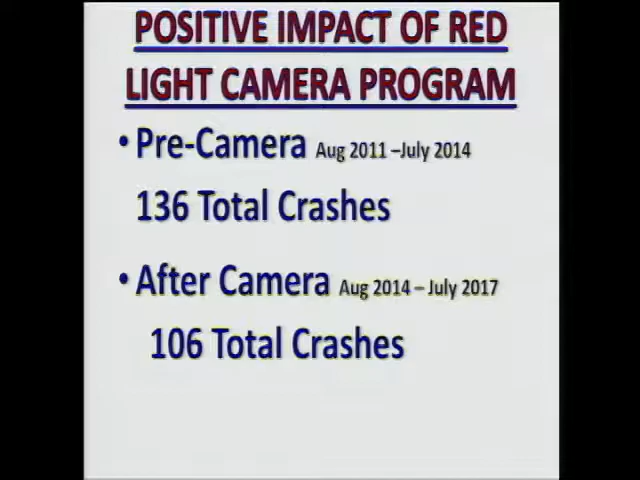 POSITIVE IMPACT OF RED
LIGHT CAMERA PROGRAM
• Pre-Camera Aug 2011 –July 2014
136 Total Crashes
• After Camera Aug 2014 – July 2017
106 Total Crashes